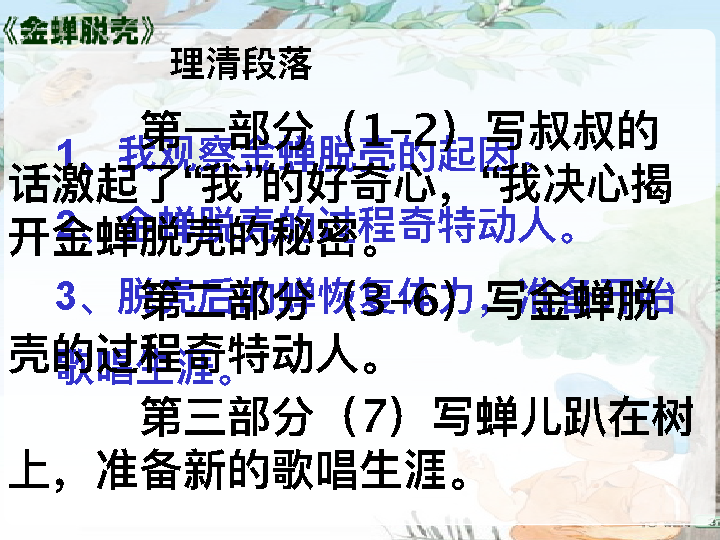 《金蝉脱壳》
理清段落
第一部分（1-2）写叔叔的
话激起了“我”的好奇心，“我决心揭
开金蝉脱壳的秘密。
第二部分（3-6）写金蝉脱
壳的过程奇特动人。
第三部分（7）写蝉儿趴在树
上，准备新的歌唱生涯。
1、我观察金蝉脱壳的起因。
2、金蝉脱壳的过程奇特动人。
3、脱壳后的蝉恢复体力，准备开始
歌唱生涯。